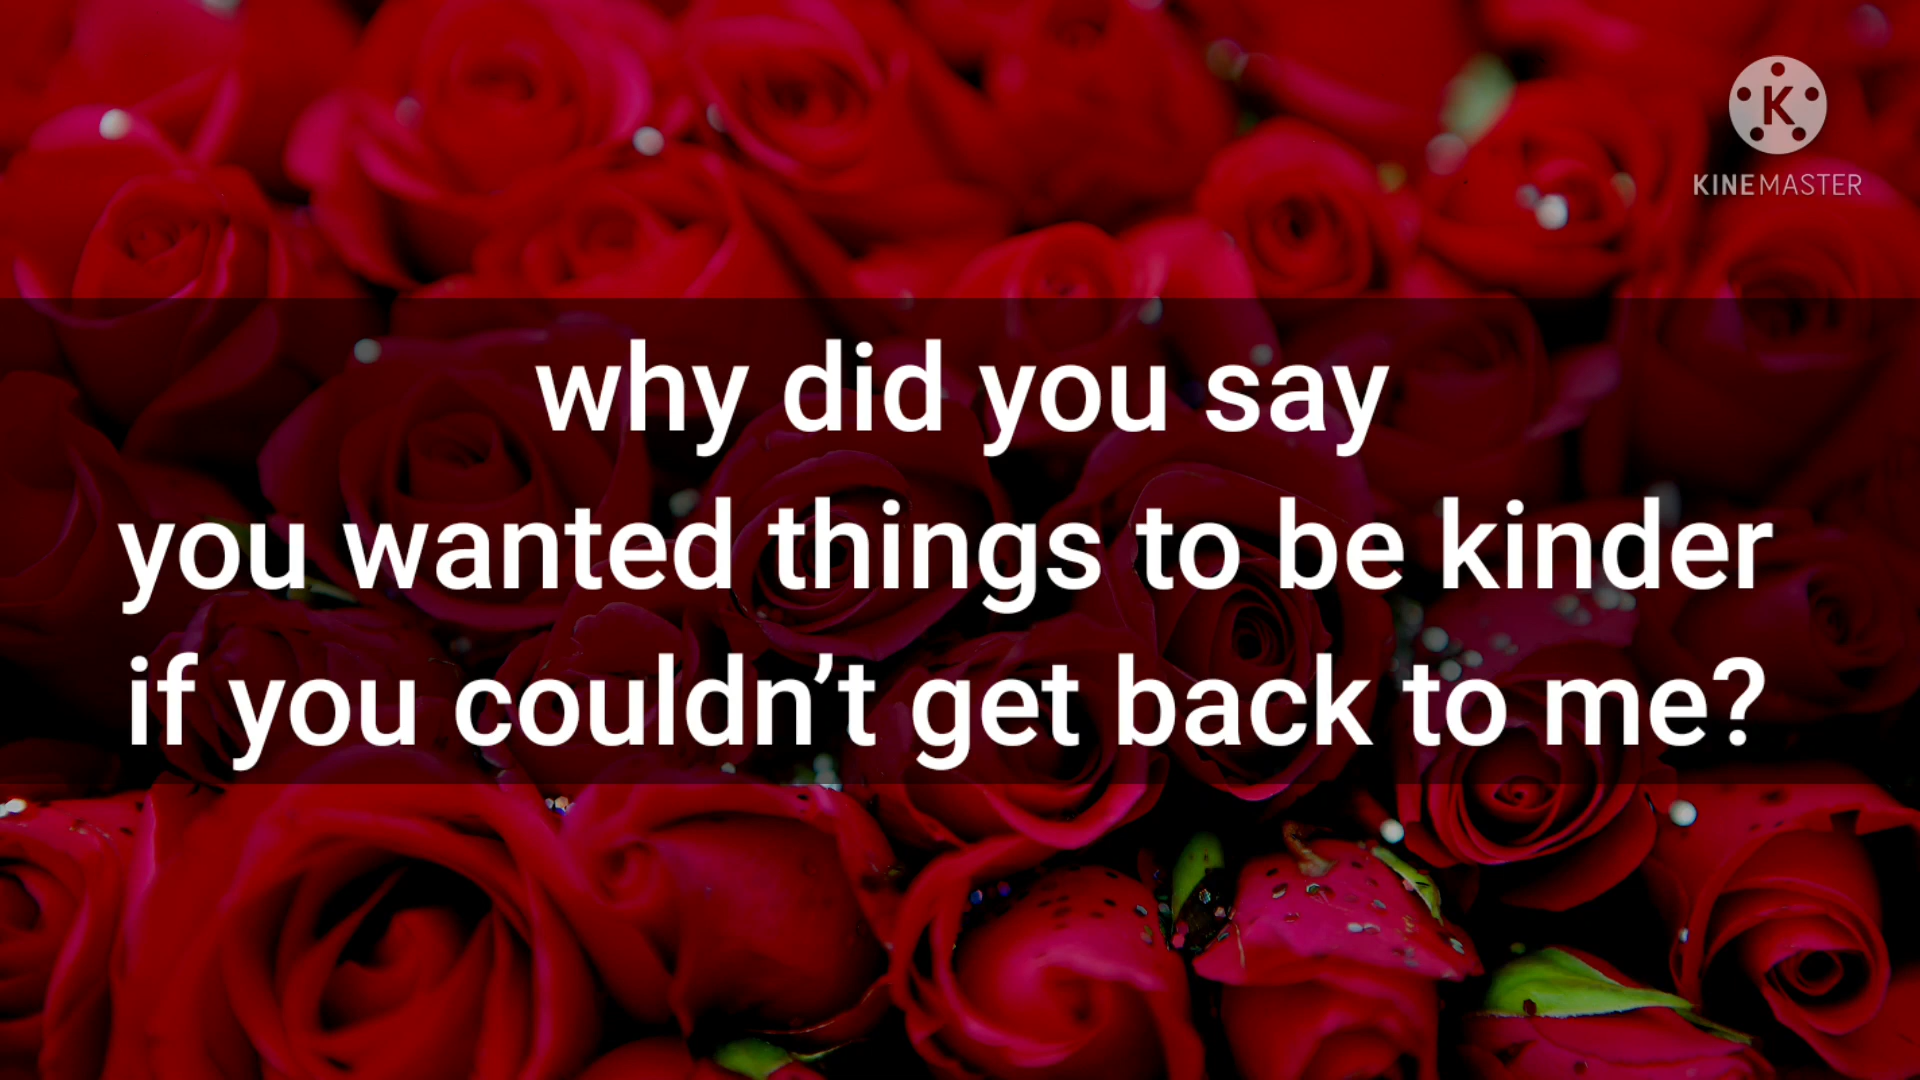 K
KINEMASTER
why did you say
you wanted things to be kinder
if you couldn’t get back to me?